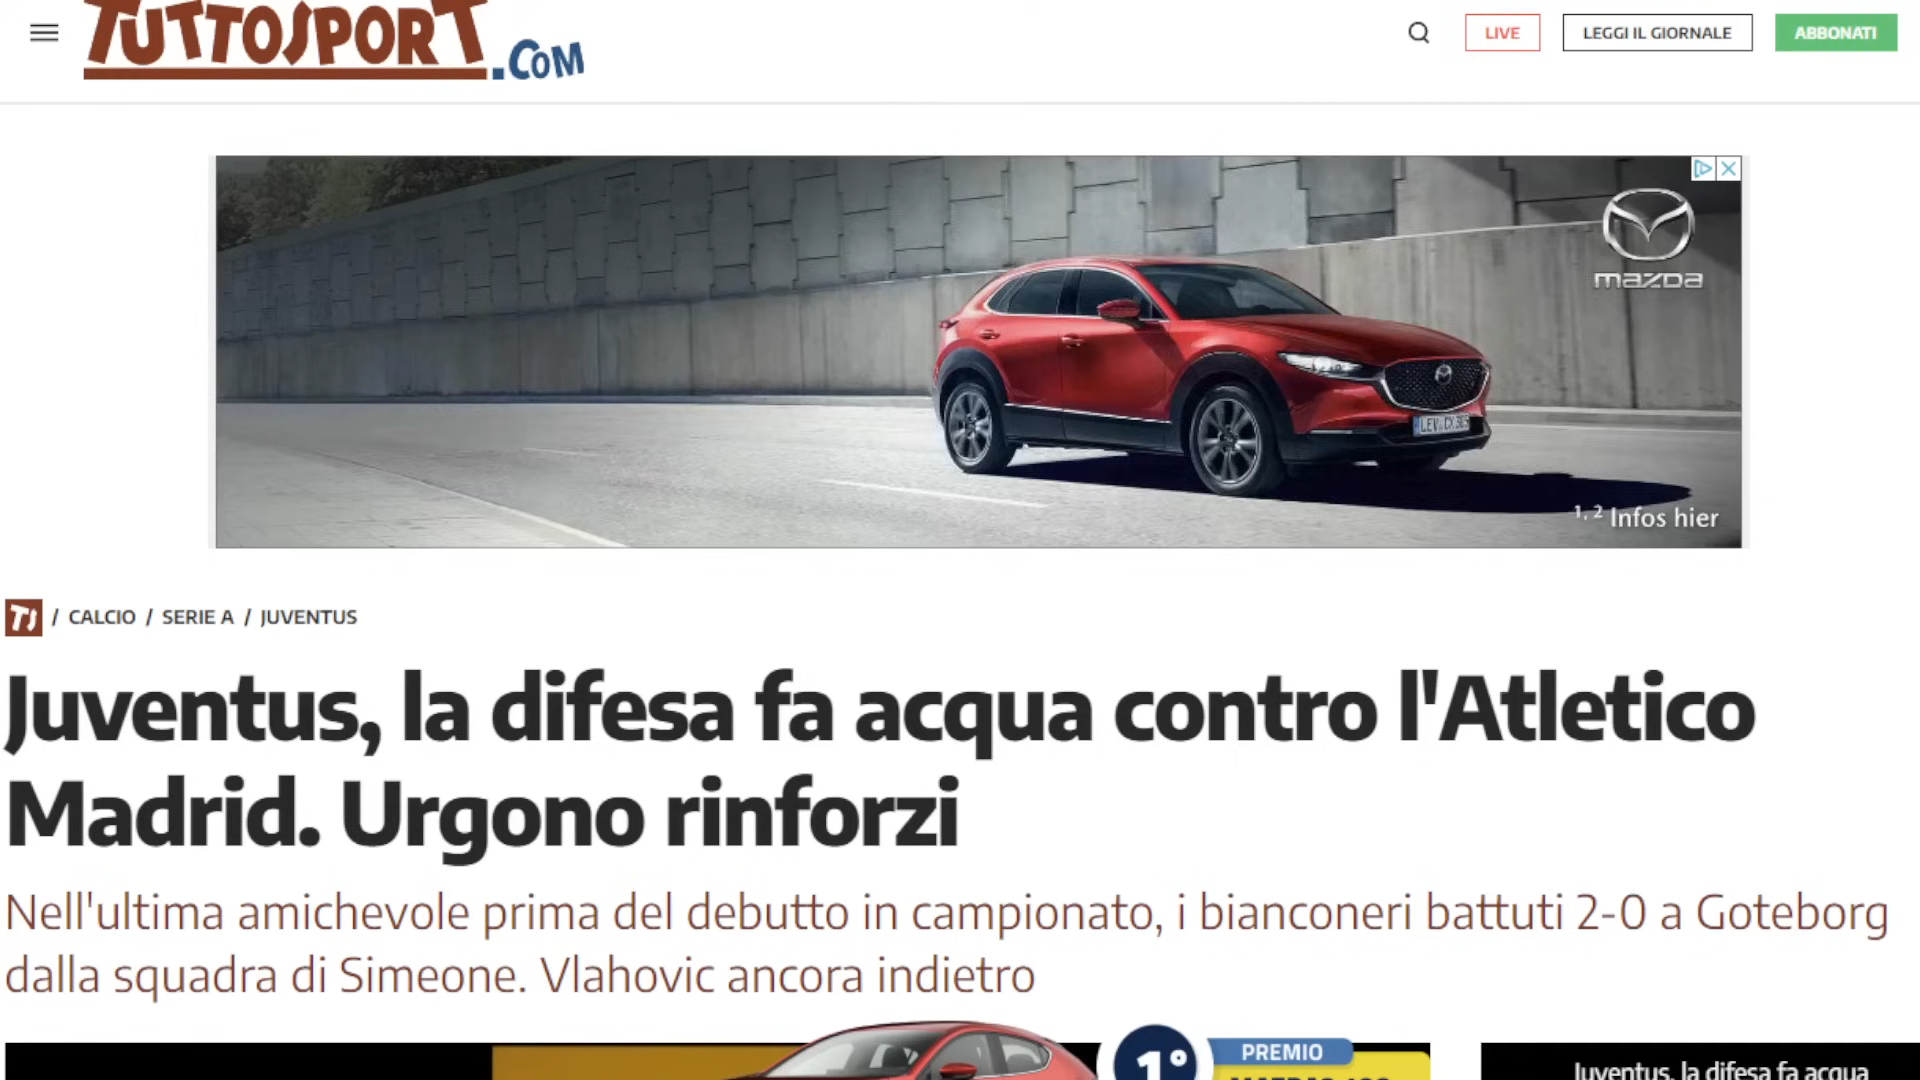 TUTTOSPORT.COM
LIVE
LEGGI IL GIORNALE
ABBONATI
mazda
LEV CX 305
1, 2 Infos hier
TS / CALCIO / SERIE A / JUVENTUS
Juventus, la difesa fa acqua contro l'Atletico
Madrid. Urgono rinforzi
Nell'ultima amichevole prima del debutto in campionato, i bianconeri battuti 2-0 a Goteborg
dalla squadra di Simeone. Vlahovic ancora indietro
1°
PREMIO
Juventus, la difesa fa acqua